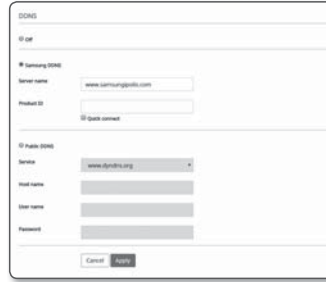 DDNS
Off
Samsung DDNS
Server name www.samsungipolis.com
Product ID
Quick connect
Public DDNS
Service www.dyndns.org
Host name
User name
Password
Cancel Apply